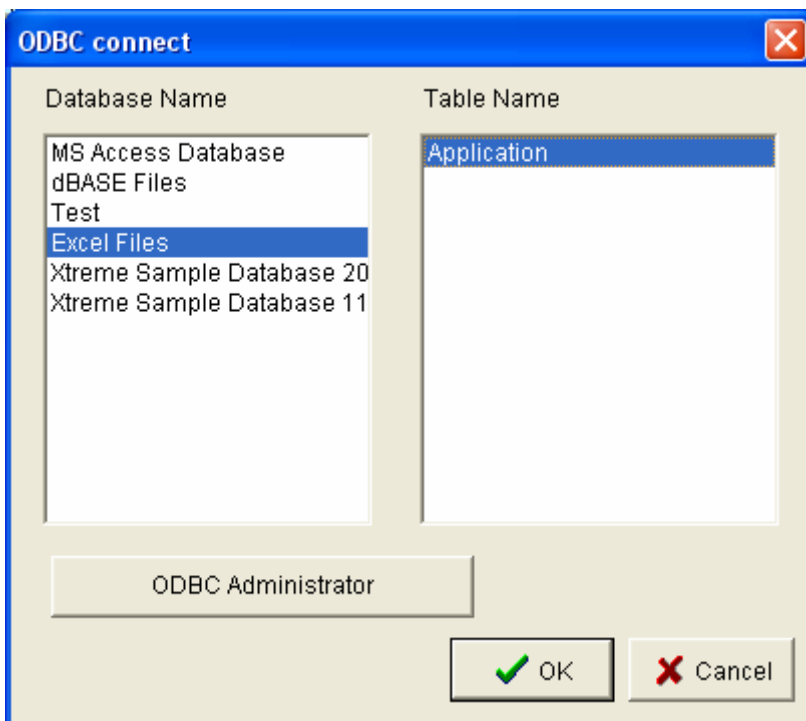 ODBC connect
Database Name
Table Name
MS Access Database
dBASE Files
Test
Excel Files
Xtreme Sample Database 20
Xtreme Sample Database 11
Application
ODBC Administrator
OK
Cancel